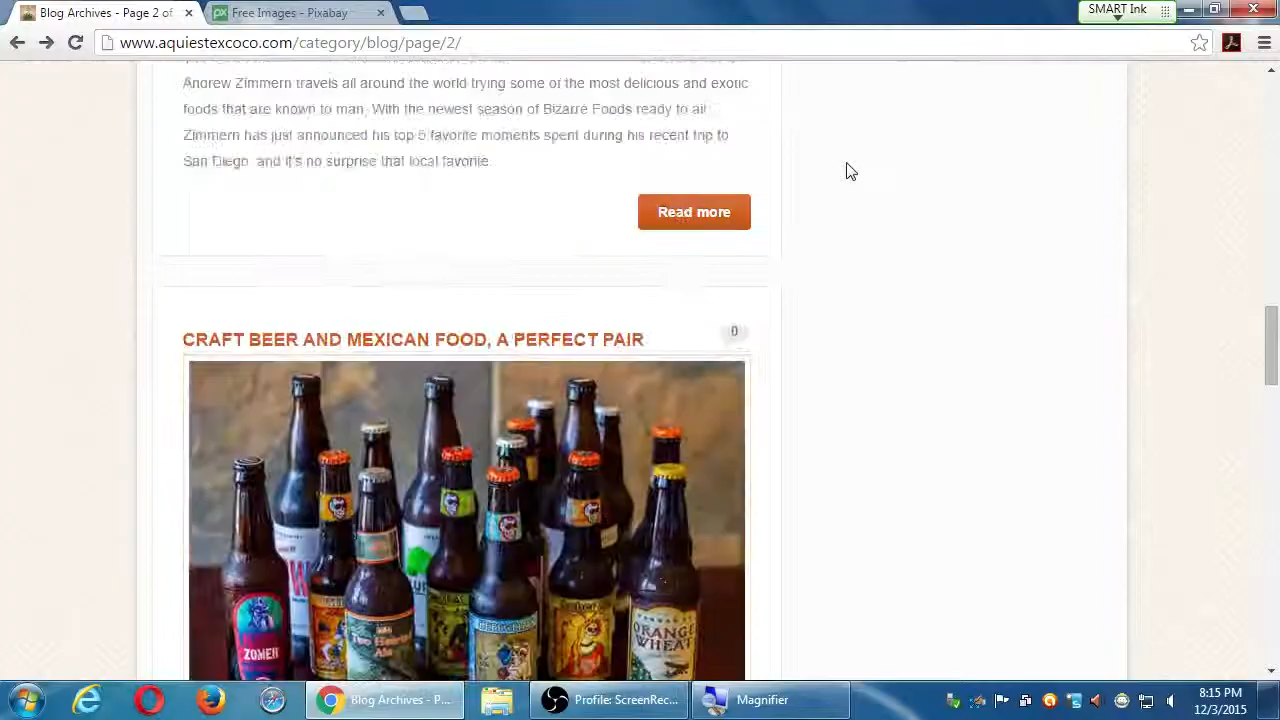 Blog Archives - Page 2 of
Free Images - Pixabay
SMART Ink
www.aquiestexcoco.com/category/blog/page/2/
Andrew Zimmern travels all around the world trying some of the most delicious and exotic
foods that are known to man. With the newest season of Bizarre Foods ready to air
Zimmern has just announced his top 5 favorite moments spent during his recent trip to
San Diego and it's no surprise that local favorite
Read more
CRAFT BEER AND MEXICAN FOOD, A PERFECT PAIR
0
ZOMER
Two Hearted
Ale
ORANGE
WHEAT
Blog Archives - P...
Profile: ScreenRec...
Magnifier
8:15 PM
12/3/2015